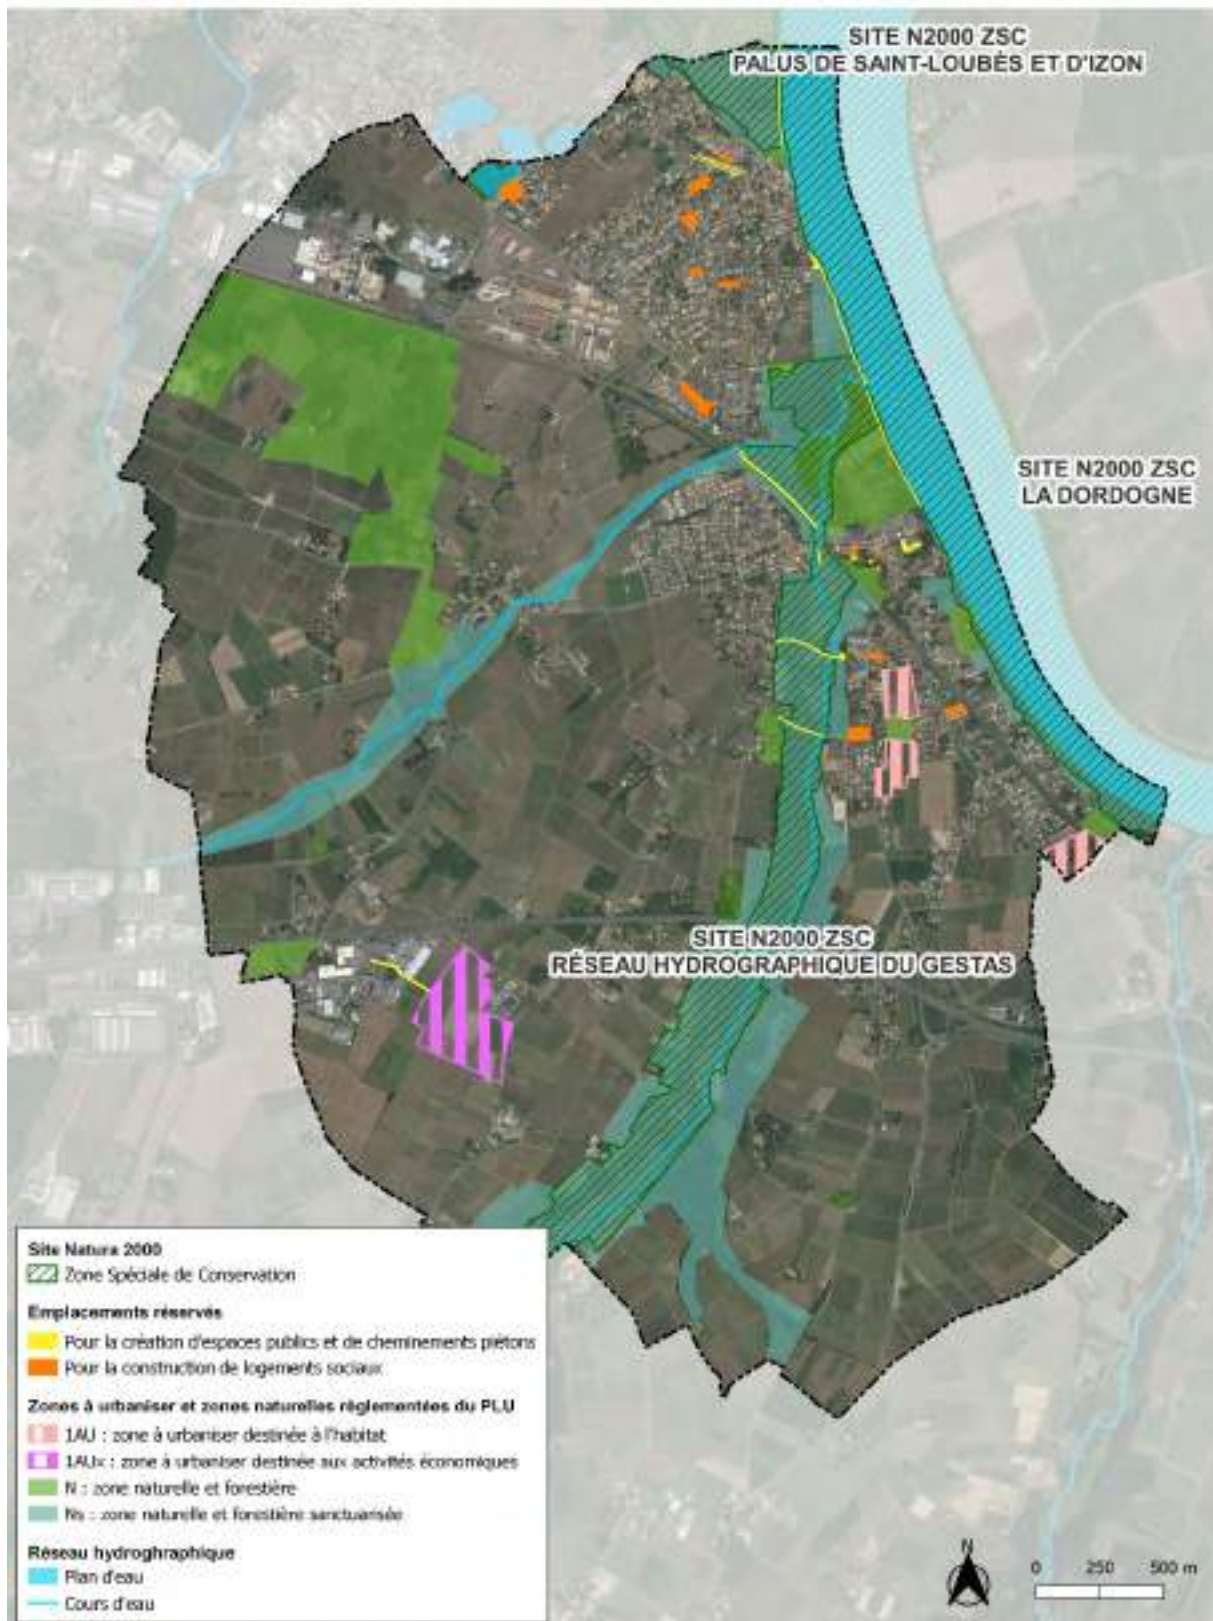 SITE N2000 ZSC
PALUS DE SAINT-LOUBÈS ET D'IZON
SITE N2000 ZSC
LA DORDOGNE
SITE N2000 ZSC
RÉSEAU HYDROGRAPHIQUE DU GESTAS
Site Natura 2000
Zone Spéciale de Conservation
Emplacements réservés
Pour la création d'espaces publics et de cheminements piétons
Pour la construction de logements sociaux
Zones à urbaniser et zones naturelles règlementées du PLU
1AU : zone à urbaniser destinée à l'habitat
1AUx : zone à urbaniser destinée aux activités économiques
N : zone naturelle et forestière
Ns : zone naturelle et forestière sanctuarisée
Réseau hydroghraphique
Plan d'eau
Cours d'eau
N
0 250 500 m